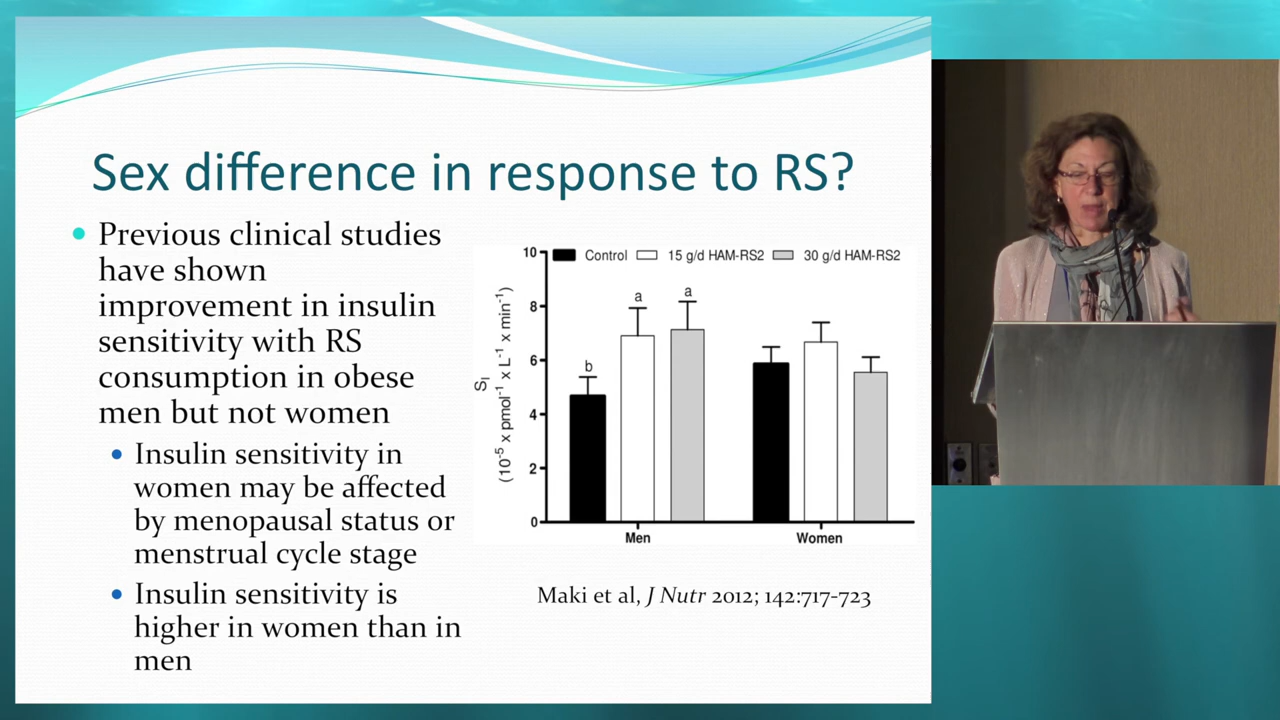 Sex difference in response to RS?
Previous clinical studies
have shown
improvement in insulin
sensitivity with RS
consumption in obese
men but not women
Insulin sensitivity in
women may be affected
by menopausal status or
menstrual cycle stage
Insulin sensitivity is
higher in women than in
men
Control 15 g/d HAM-RS2 30 g/d HAM-RS2
10
8
6
4
2
0
S_I
(10⁻⁵ x pmol⁻¹ x L⁻¹ x min⁻¹)
b
a
a
Men
Women
Maki et al, J Nutr 2012; 142:717-723